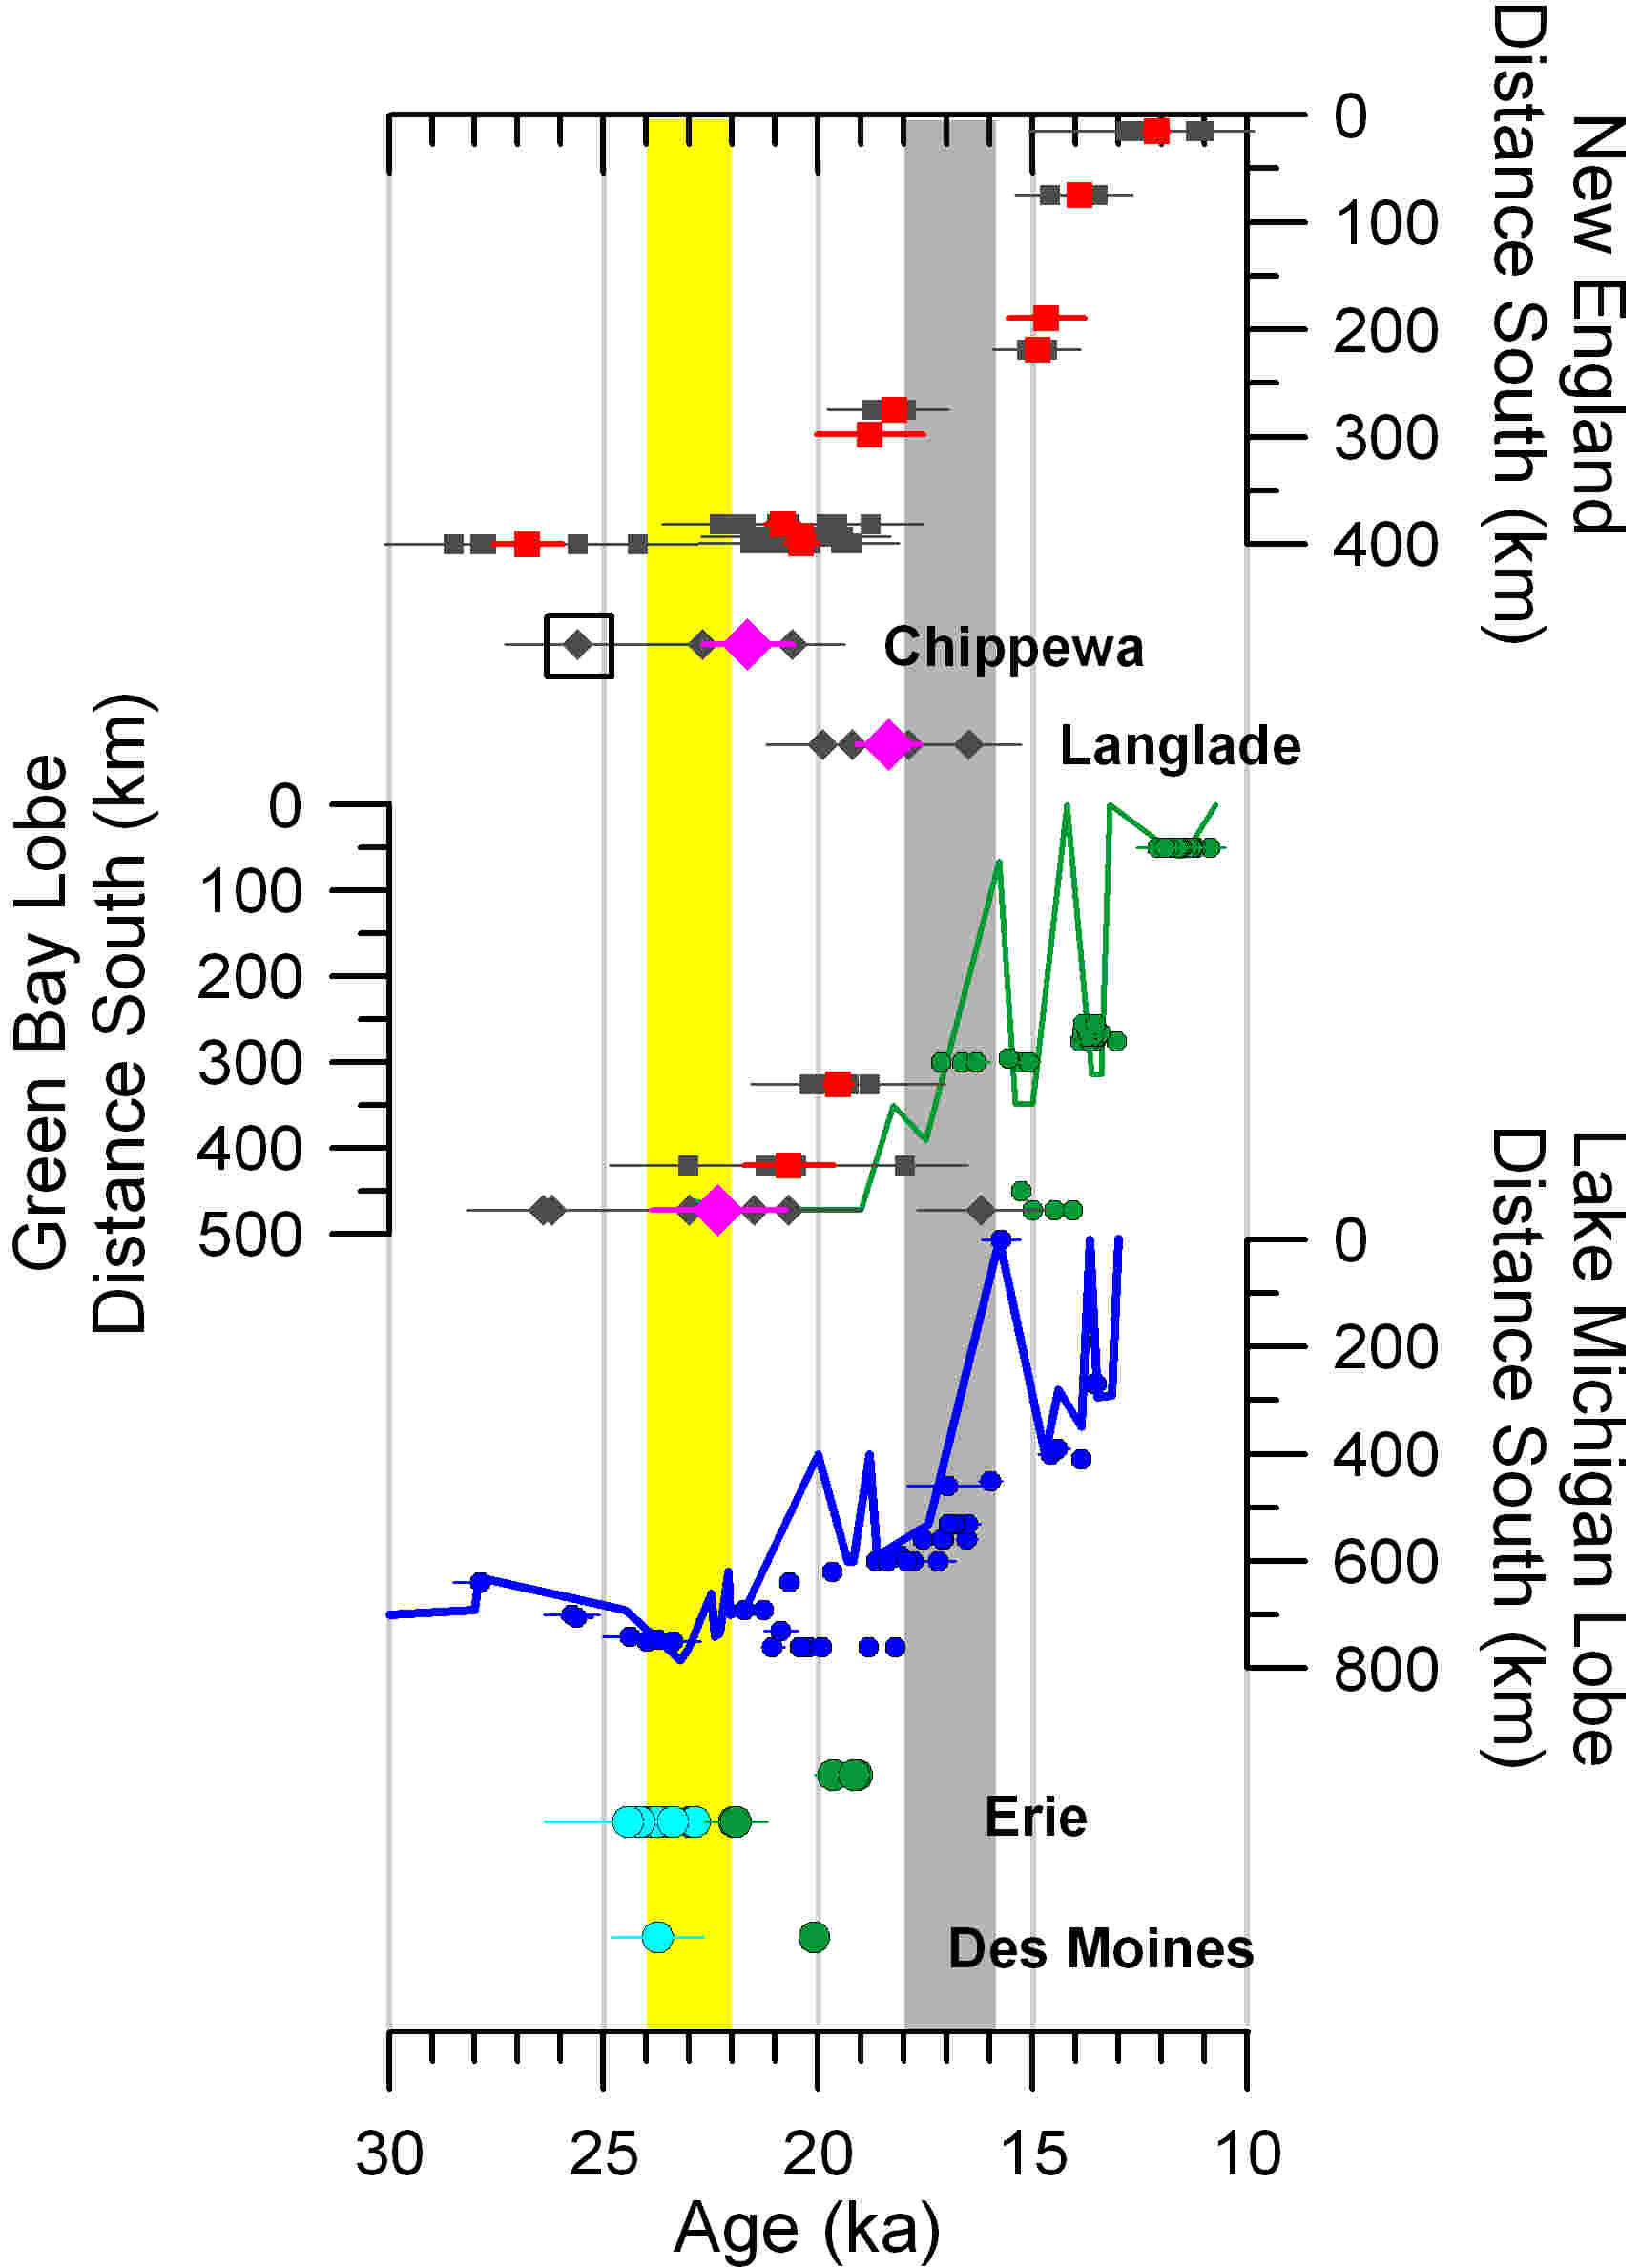 New England
Distance South (km)
0
100
200
300
400
Chippewa
Langlade
Green Bay Lobe
Distance South (km)
0
100
200
300
400
500
Lake Michigan Lobe
Distance South (km)
0
200
400
600
800
Erie
Des Moines
30
25
20
15
10
Age (ka)